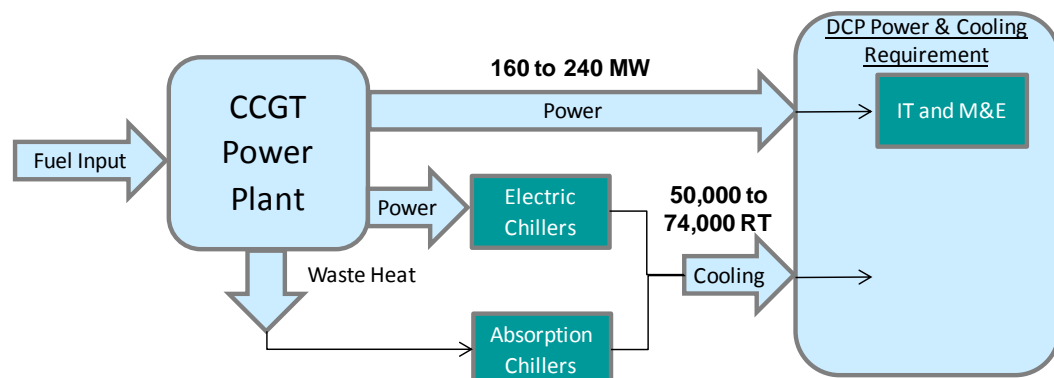 DCP Power & Cooling
Requirement
160 to 240 MW
CCGT
Power
Plant
Power
IT and M&E
Fuel Input
Power
Electric
Chillers
50,000 to
74,000 RT
Waste Heat
Cooling
Absorption
Chillers